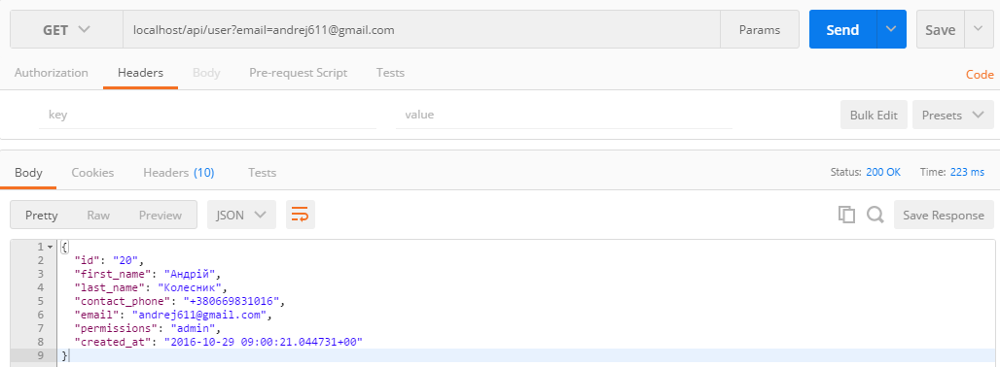 GET localhost/api/user?email=andrej611@gmail.com Params Send Save
Authorization Headers Body Pre-request Script Tests Code
key value Bulk Edit Presets
Body Cookies Headers (10) Tests Status: 200 OK Time: 223 ms
Pretty Raw Preview JSON Save Response
1 {
2 "id": "20",
3 "first_name": "Андрій",
4 "last_name": "Колесник",
5 "contact_phone": "+380669831016",
6 "email": "andrej611@gmail.com",
7 "permissions": "admin",
8 "created_at": "2016-10-29 09:00:21.044731+00"
9 }